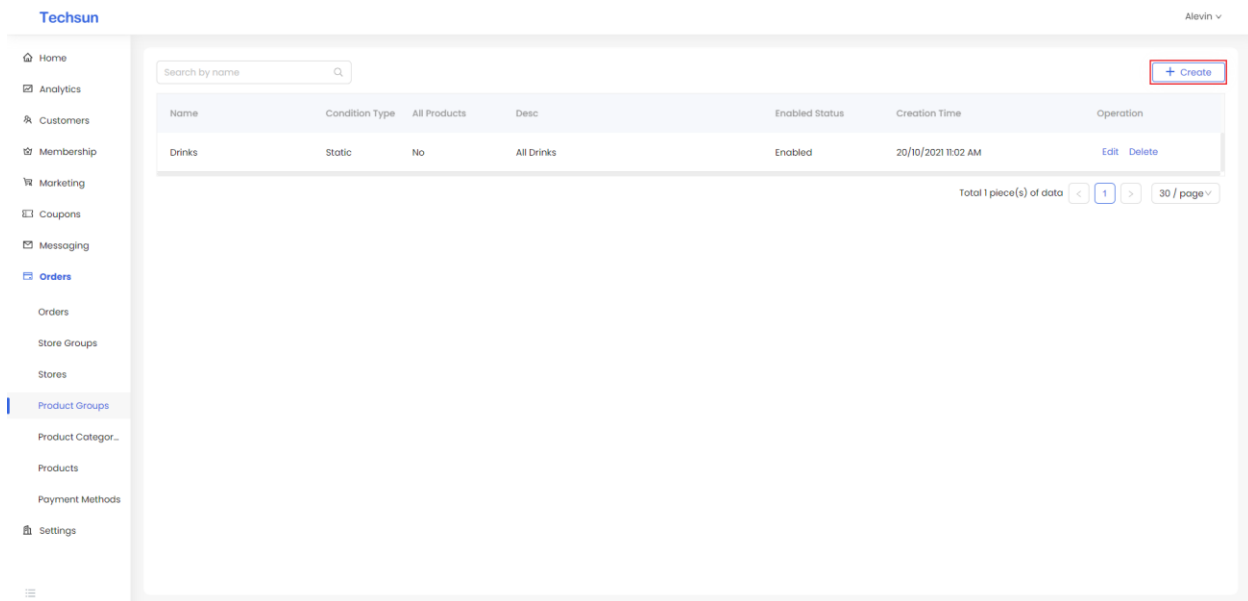 Techsun
Alevin
Home
Analytics
Customers
Membership
Marketing
Coupons
Messaging
Orders
Orders
Store Groups
Stores
Product Groups
Product Categor...
Products
Payment Methods
Settings
Search by name
+ Create
Name Condition Type All Products Desc Enabled Status Creation Time Operation
Drinks Static No All Drinks Enabled 20/10/2021 11:02 AM Edit Delete
Total 1 piece(s) of data < 1 > 30 / page